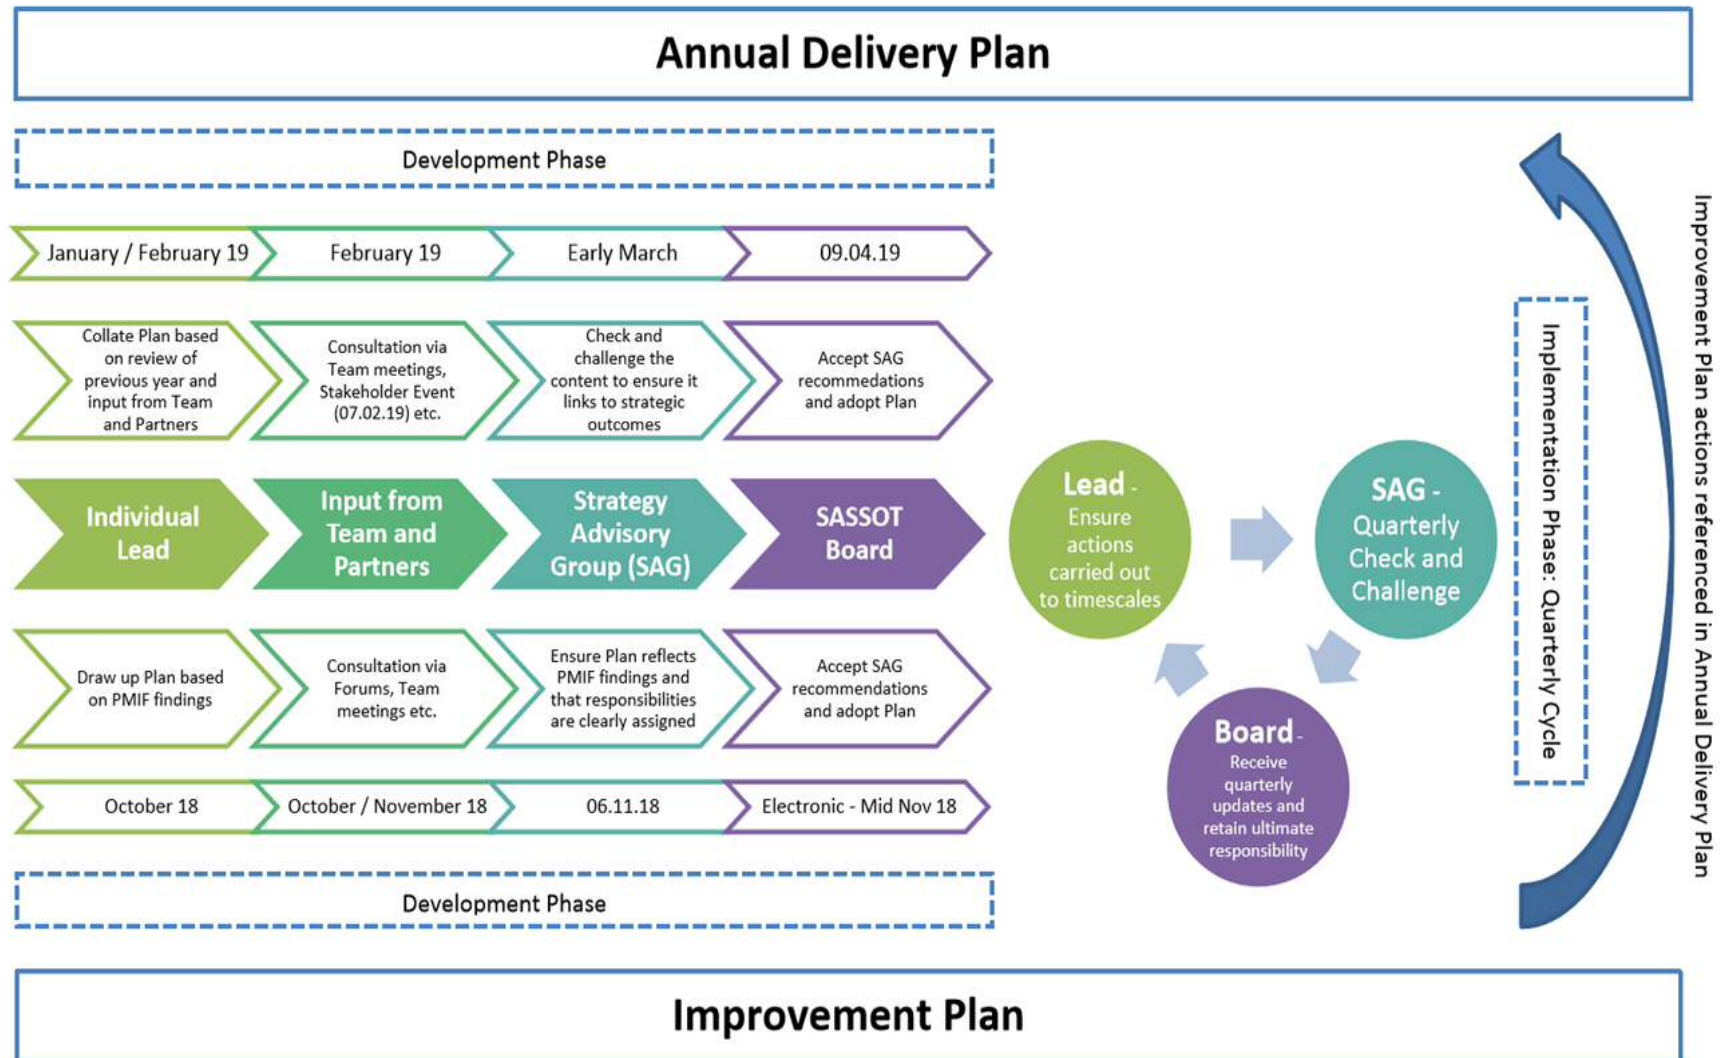 Annual Delivery Plan
Development Phase
January / February 19
February 19
Early March
09.04.19
Collate Plan based
on review of
previous year and
input from Team
and Partners
Consultation via
Team meetings,
Stakeholder Event
(07.02.19) etc.
Check and
challenge the
content to ensure it
links to strategic
outcomes
Accept SAG
recommedations
and adopt Plan
Individual
Lead
Input from
Team and
Partners
Strategy
Advisory
Group (SAG)
SASSOT
Board
Draw up Plan based
on PMIF findings
Consultation via
Forums, Team
meetings etc.
Ensure Plan reflects
PMIF findings and
that responsibilities
are clearly assigned
Accept SAG
recommendations
and adopt Plan
October 18
October / November 18
06.11.18
Electronic - Mid Nov 18
Development Phase
Lead -
Ensure
actions
carried out
to timescales
SAG -
Quarterly
Check and
Challenge
Board -
Receive
quarterly
updates and
retain ultimate
responsibility
Implementation Phase: Quarterly Cycle
Improvement Plan actions referenced in Annual Delivery Plan
Improvement Plan